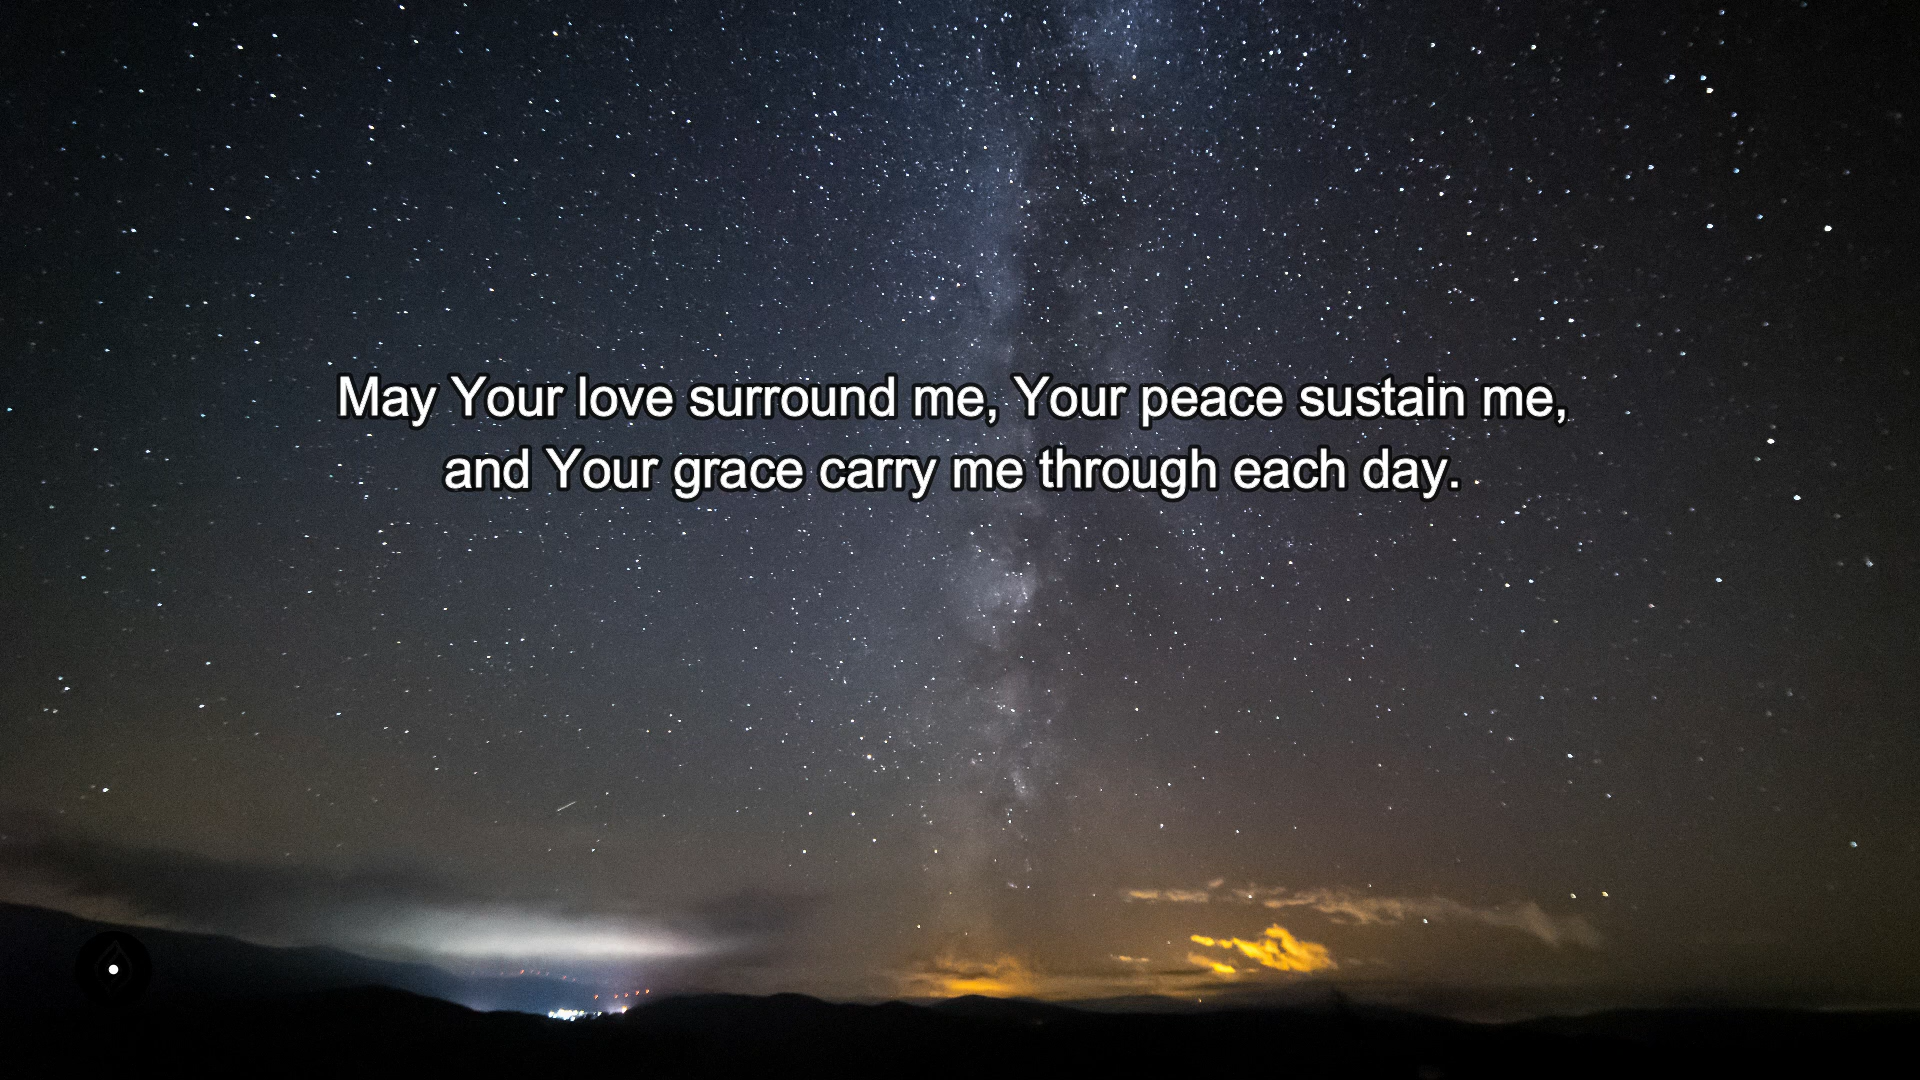 May Your love surround me, Your peace sustain me,
and Your grace carry me through each day.